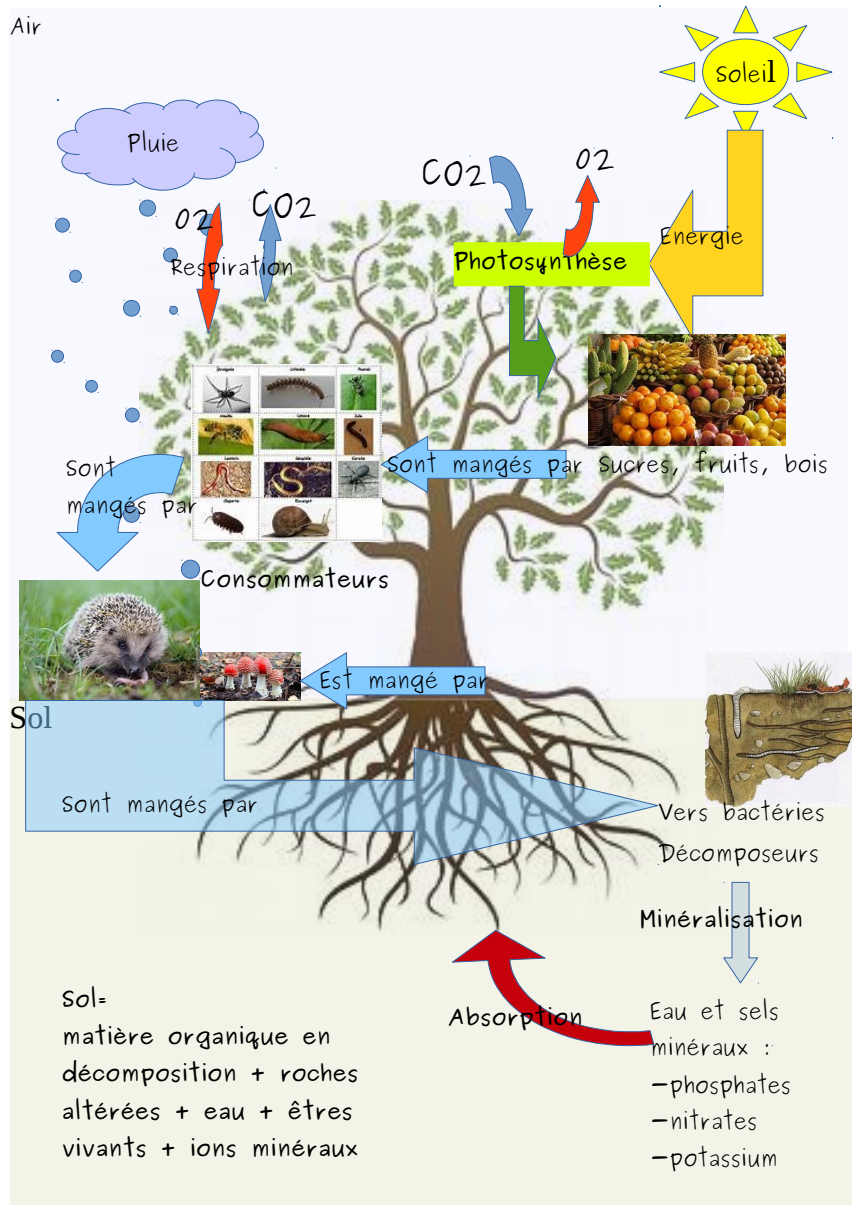 Air
Soleil
Pluie
CO2
O2
O2
CO2
Energie
Respiration
Photosynthèse
Sont mangés par
Sucres, fruits, bois
Sont
mangés par
Consommateurs
Est mangé par
Sol
Sont mangés par
Vers bactéries
Décomposeurs
Minéralisation
Absorption
Eau et sels
minéraux :
-phosphates
-nitrates
-potassium
Sol=
matière organique en
décomposition + roches
altérées + eau + êtres
vivants + ions minéraux